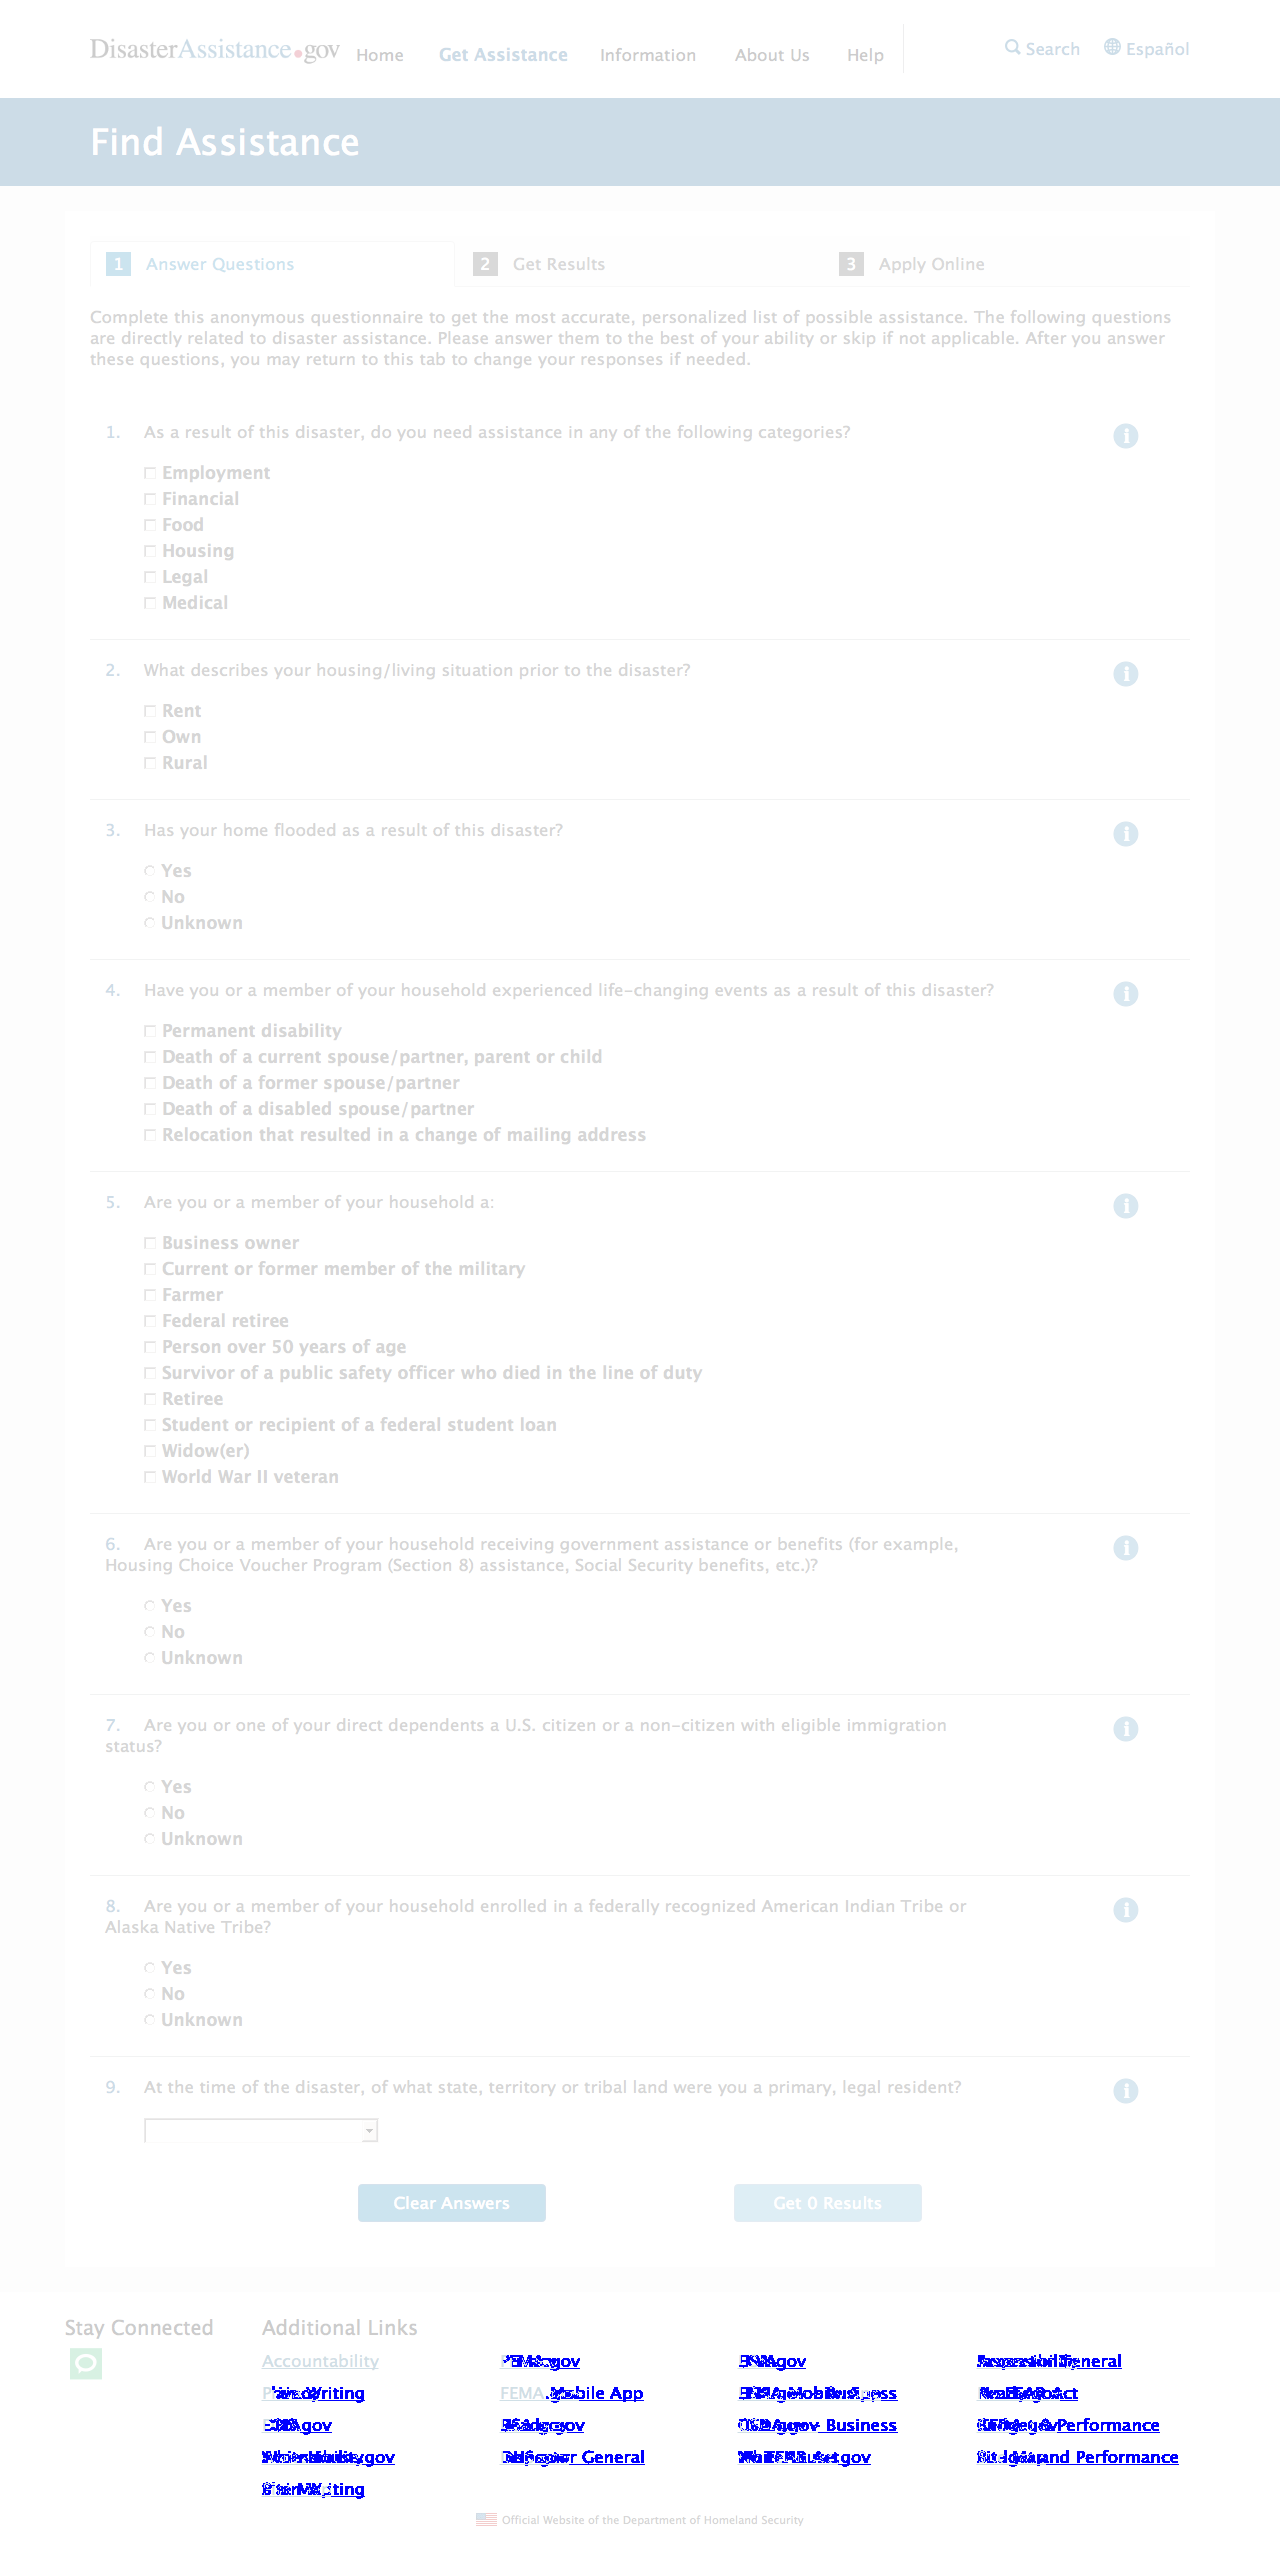 DisasterAssistance.gov Home Get Assistance Information About Us Help Search Español
Find Assistance
1 Answer Questions 2 Get Results 3 Apply Online
Complete this anonymous questionnaire to get the most accurate, personalized list of possible assistance. The following questions
are directly related to disaster assistance. Please answer them to the best of your ability or skip if not applicable. After you answer
these questions, you may return to this tab to change your responses if needed.
1. As a result of this disaster, do you need assistance in any of the following categories?
Employment
Financial
Food
Housing
Legal
Medical
2. What describes your housing/living situation prior to the disaster?
Rent
Own
Rural
3. Has your home flooded as a result of this disaster?
Yes
No
Unknown
4. Have you or a member of your household experienced life-changing events as a result of this disaster?
Permanent disability
Death of a current spouse/partner, parent or child
Death of a former spouse/partner
Death of a disabled spouse/partner
Relocation that resulted in a change of mailing address
5. Are you or a member of your household a:
Business owner
Current or former member of the military
Farmer
Federal retiree
Person over 50 years of age
Survivor of a public safety officer who died in the line of duty
Retiree
Student or recipient of a federal student loan
Widow(er)
World War II veteran
6. Are you or a member of your household receiving government assistance or benefits (for example,
Housing Choice Voucher Program (Section 8) assistance, Social Security benefits, etc.)?
Yes
No
Unknown
7. Are you or one of your direct dependents a U.S. citizen or a non-citizen with eligible immigration
status?
Yes
No
Unknown
8. Are you or a member of your household enrolled in a federally recognized American Indian Tribe or
Alaska Native Tribe?
Yes
No
Unknown
9. At the time of the disaster, of what state, territory or tribal land were you a primary, legal resident?
Clear Answers Get 0 Results
Stay Connected Additional Links
Accountability
Writing FEMA Mobile App
Business Performance
General and Performance
Official Website of the Department of Homeland Security